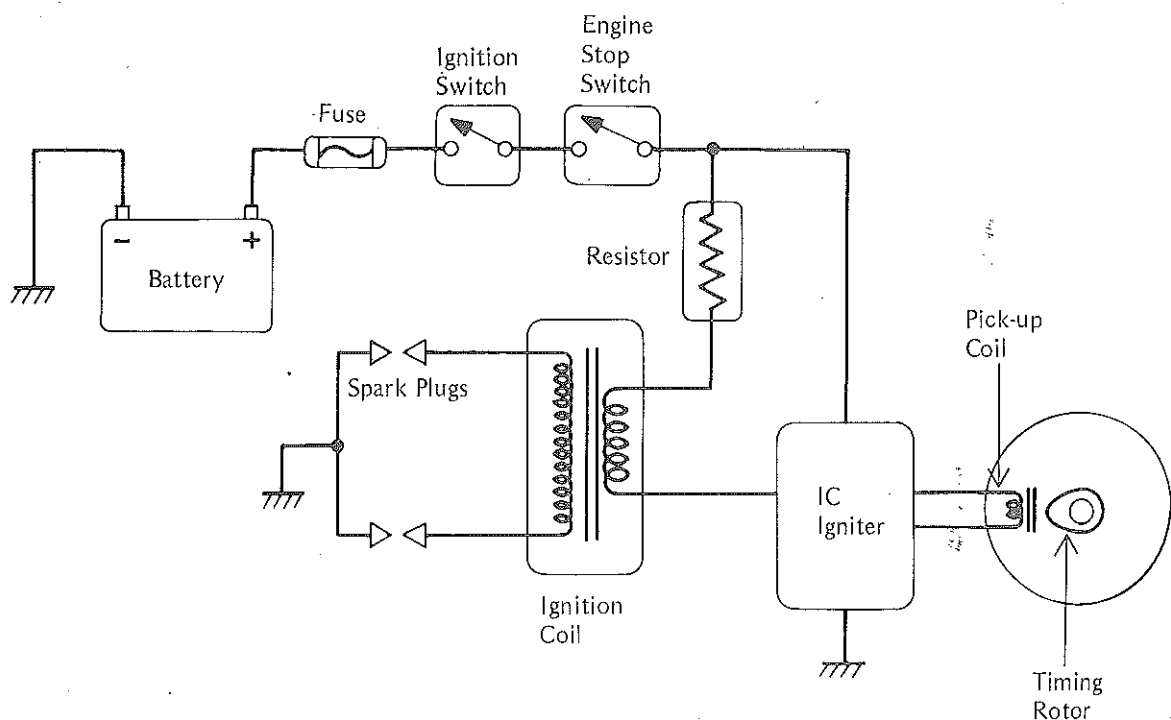 Engine
Stop
Switch
Ignition
Switch
Fuse
- +
Battery
Resistor
Pick-up
Coil
Spark Plugs
IC
Igniter
Ignition
Coil
Timing
Rotor